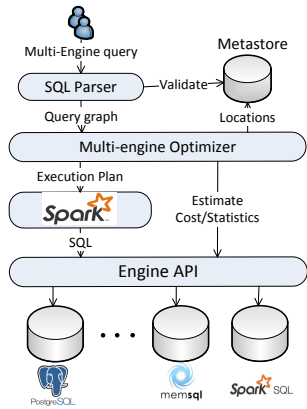 Multi-Engine query
Metastore
SQL Parser
Validate
Query graph
Locations
Multi-engine Optimizer
Execution Plan
Estimate
Cost/Statistics
Spark
SQL
Engine API
PostgreSQL
memsql
Spark SQL